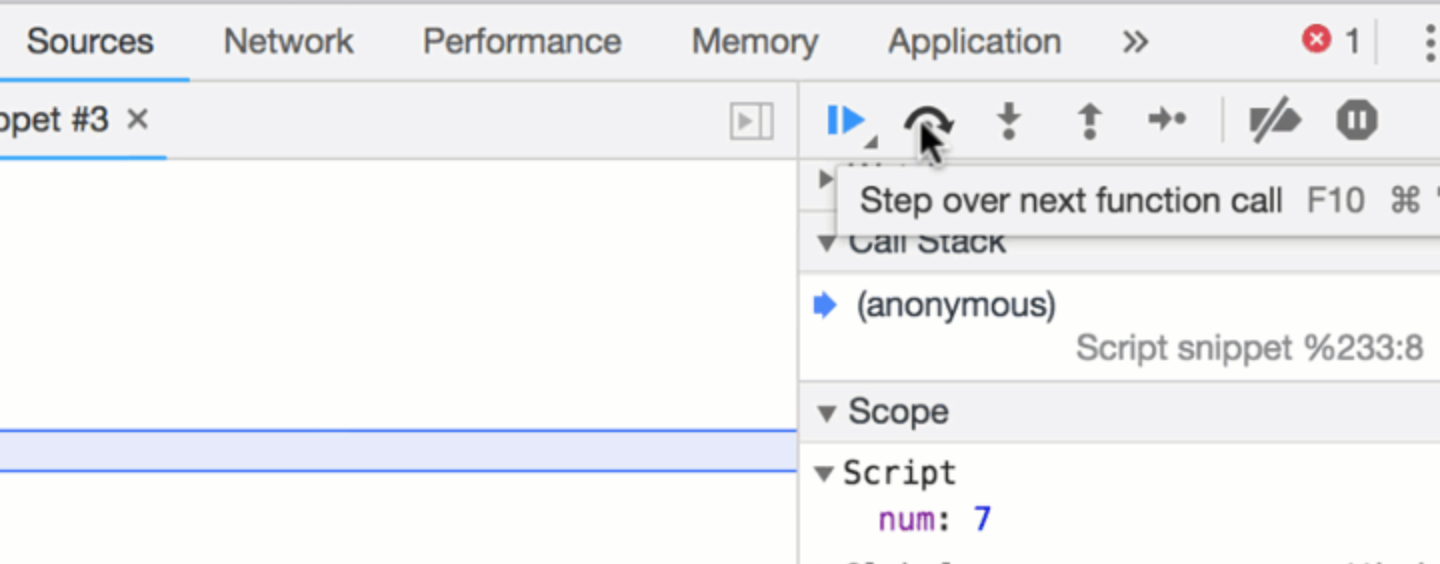 Sources Network Performance Memory Application » 1
ppet #3 ×
Step over next function call F10 ⌘
Call Stack
(anonymous)
Script snippet %233:8
Scope
Script
num: 7